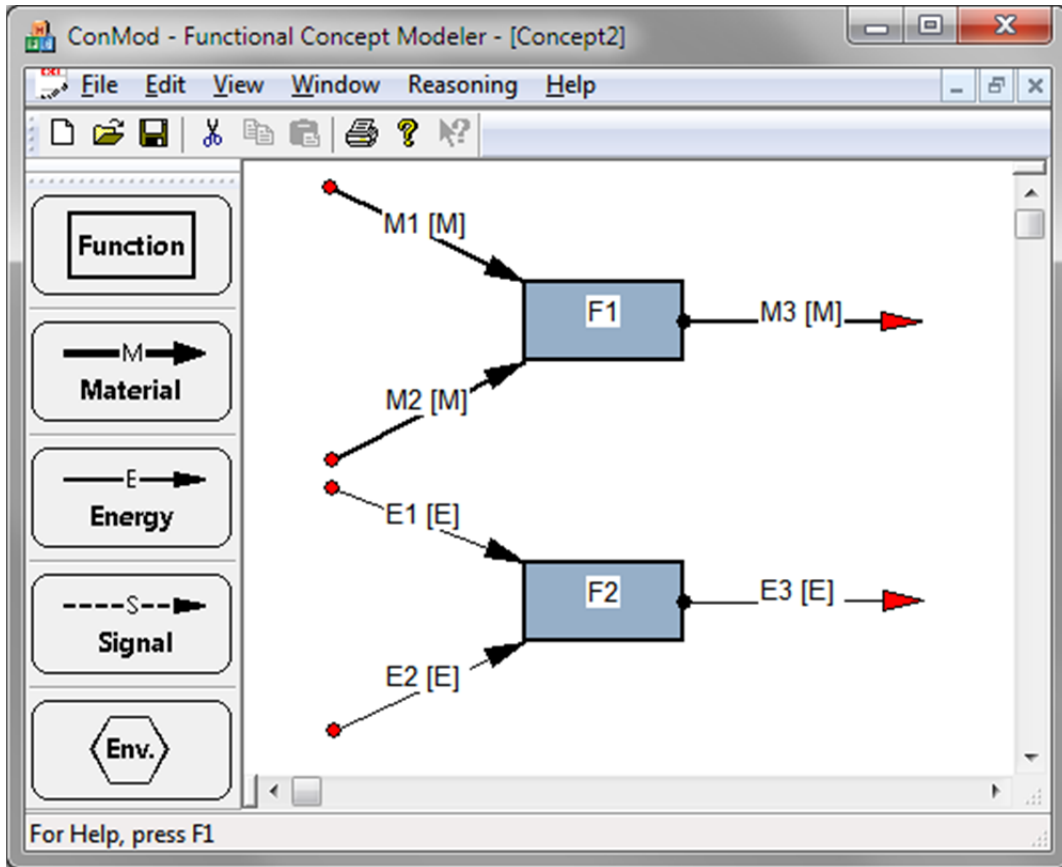 ConMod - Functional Concept Modeler - [Concept2]
File Edit View Window Reasoning Help
Function
M
Material
E
Energy
S
Signal
Env.
M1 [M]
F1
M3 [M]
M2 [M]
E1 [E]
F2
E3 [E]
E2 [E]
For Help, press F1